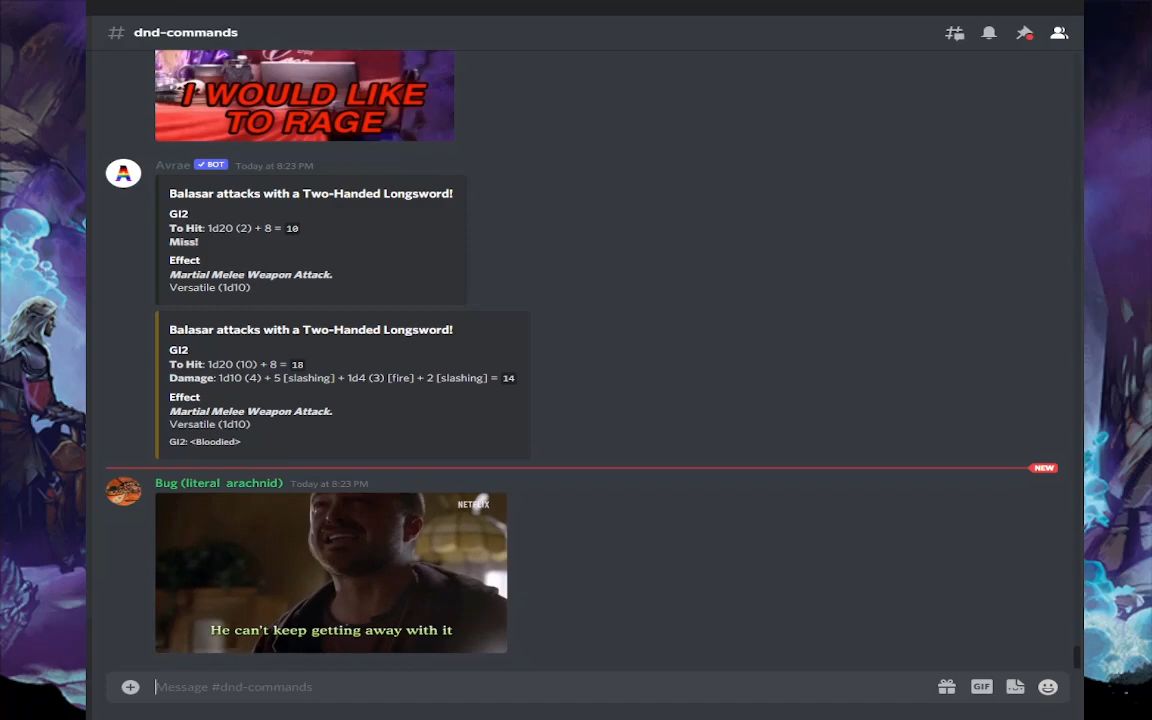 dnd-commands
I WOULD LIKE
TO RAGE
A
Avrae ✓ BOT Today at 8:23 PM
Balasar attacks with a Two-Handed Longsword!
GI2
To Hit: 1d20 (2) + 8 = 10
Miss!
Effect
Martial Melee Weapon Attack.
Versatile (1d10)
Balasar attacks with a Two-Handed Longsword!
GI2
To Hit: 1d20 (10) + 8 = 18
Damage: 1d10 (4) + 5 [slashing] + 1d4 (3) [fire] + 2 [slashing] = 14
Effect
Martial Melee Weapon Attack.
Versatile (1d10)
GI2: <Bloodied>
NEW
Bug (literal arachnid) Today at 8:23 PM
NETFLIX
He can't keep getting away with it
Message #dnd-commands
GIF